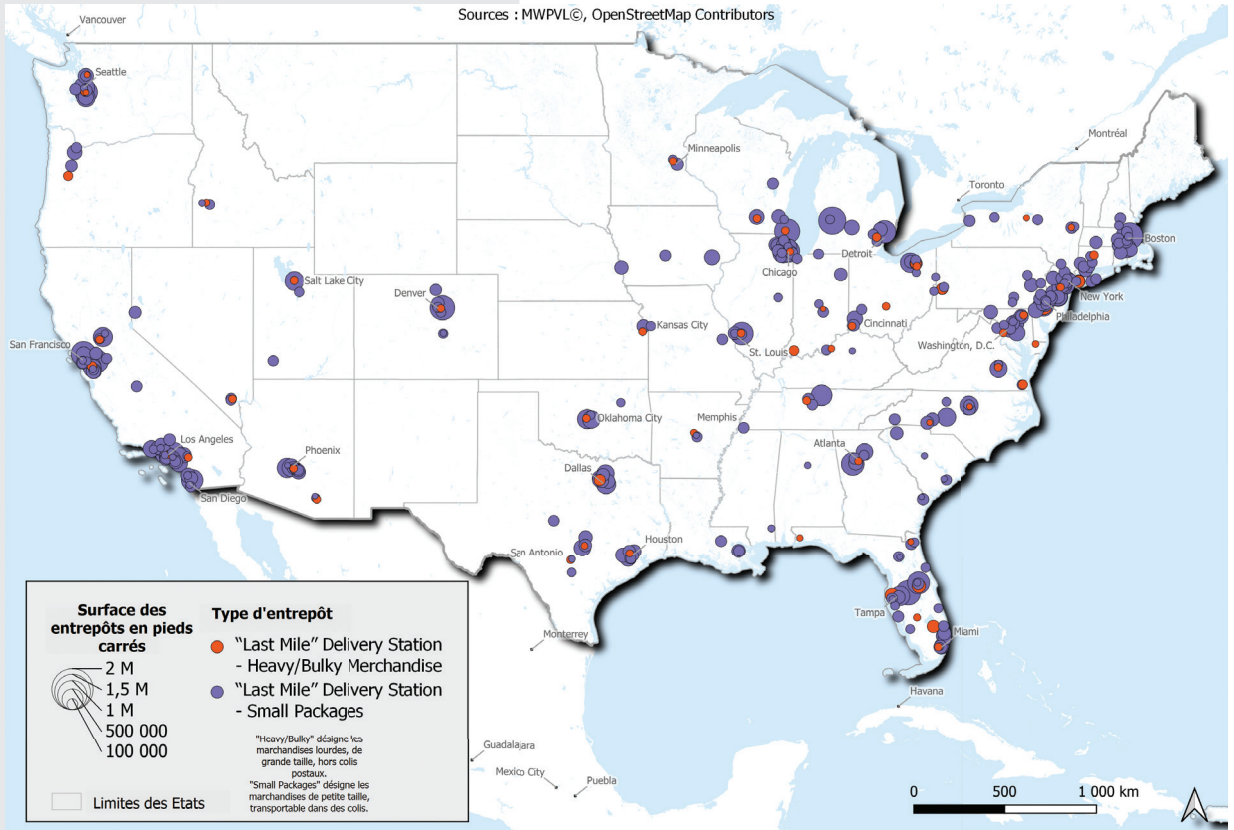 Sources : MWPVL©, OpenStreetMap Contributors
Vancouver
Seattle
Minneapolis
Montréal
Toronto
Boston
Detroit
Chicago
Salt Lake City
Denver
New York
Philadelphia
Kansas City
Cincinnati
San Francisco
St. Louis
Washington, D.C.
Oklahoma City
Memphis
Los Angeles
Phoenix
Atlanta
Dallas
San Diego
San Antonio
Houston
Tampa
Miami
Monterrey
Havana
Guadalajara
Mexico City
Puebla
Surface des
entrepôts en pieds
carrés
2 M
1,5 M
1 M
500 000
100 000
Limites des Etats
Type d'entrepôt
"Last Mile" Delivery Station
- Heavy/Bulky Merchandise
"Last Mile" Delivery Station
- Small Packages
"Heavy/Bulky" désigne les
marchandises lourdes, de
grande taille, hors colis
postaux.
"Small Packages" désigne les
marchandises de petite taille,
transportable dans des colis.
0 500 1 000 km